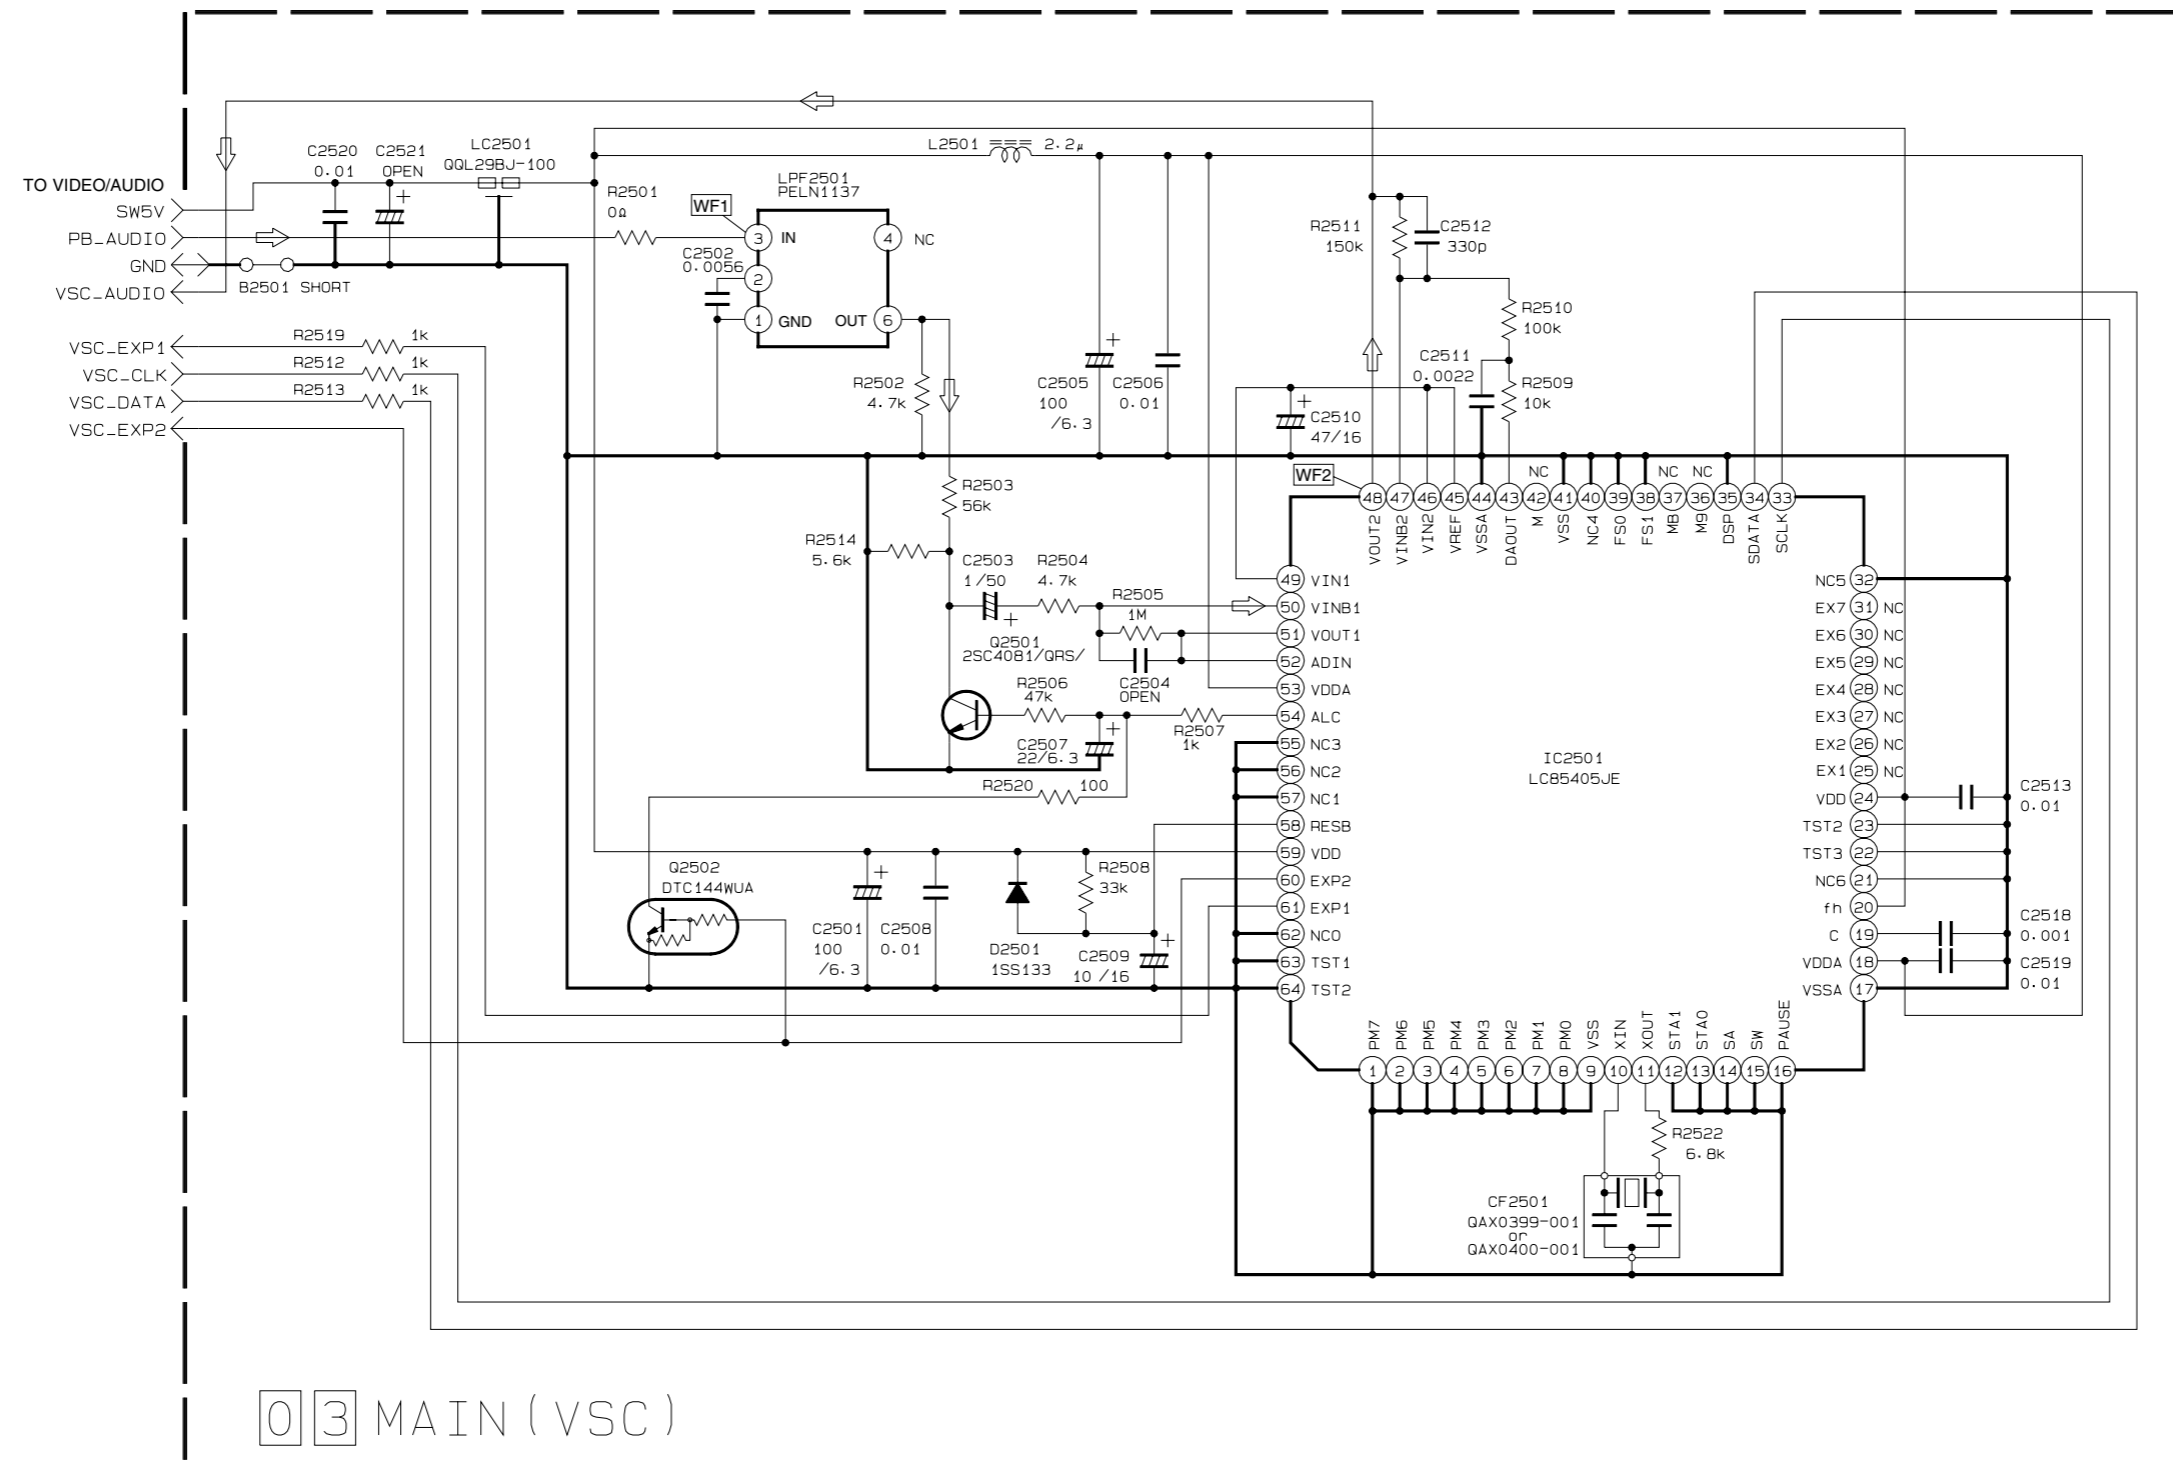 TO VIDEO/AUDIO
SW5V
PB_AUDIO
GND
VSC_AUDIO
VSC_EXP1
VSC_CLK
VSC_DATA
VSC_EXP2
C2520
0.01
C2521
OPEN
LC2501
QQL29BJ-100
B2501 SHORT
R2519 1k
R2512 1k
R2513 1k
R2501
0Ω
WF1
LPF2501
PELN1137
3 IN
4 NC
2
1 GND
OUT 6
C2502
0.0056
L2501 2.2μ
R2502
4.7k
C2505
100
/6.3
C2506
0.01
R2511
150k
C2512
330p
R2510
100k
C2511
0.0022
R2509
10k
C2510
47/16
WF2
R2503
56k
R2514
5.6k
C2503
1/50
R2504
4.7k
R2505
1M
Q2501
2SC4081/QRS/
C2504
OPEN
R2506
47k
C2507
22/6.3
R2507
1k
R2520 100
Q2502
DTC144WUA
C2501
100
/6.3
C2508
0.01
D2501
1SS133
R2508
33k
C2509
10/16
NC NC NC
48 47 46 45 44 43 42 41 40 39 38 37 36 35 34 33
VOUT2
VINB2
VIN2
VREF
VSSA
DAOUT
M
VSS
NC4
FS0
FS1
MB
M9
DSP
SDATA
SCLK
49 VIN1
50 VINB1
51 VOUT1
52 ADIN
53 VDDA
54 ALC
55 NC3
56 NC2
57 NC1
58 RESB
59 VDD
60 EXP2
61 EXP1
62 NC0
63 TST1
64 TST2
IC2501
LC85405JE
NC5 32
EX7 31 NC
EX6 30 NC
EX5 29 NC
EX4 28 NC
EX3 27 NC
EX2 26 NC
EX1 25 NC
VDD 24
TST2 23
TST3 22
NC6 21
fh 20
C 19
VDDA 18
VSSA 17
C2513
0.01
C2518
0.001
C2519
0.01
PM7
PM6
PM5
PM4
PM3
PM2
PM1
PM0
VSS
XIN
XOUT
STA1
STA0
SA
SW
PAUSE
1 2 3 4 5 6 7 8 9 10 11 12 13 14 15 16
R2522
6.8k
CF2501
QAX0399-001
or
QAX0400-001
03 MAIN(VSC)